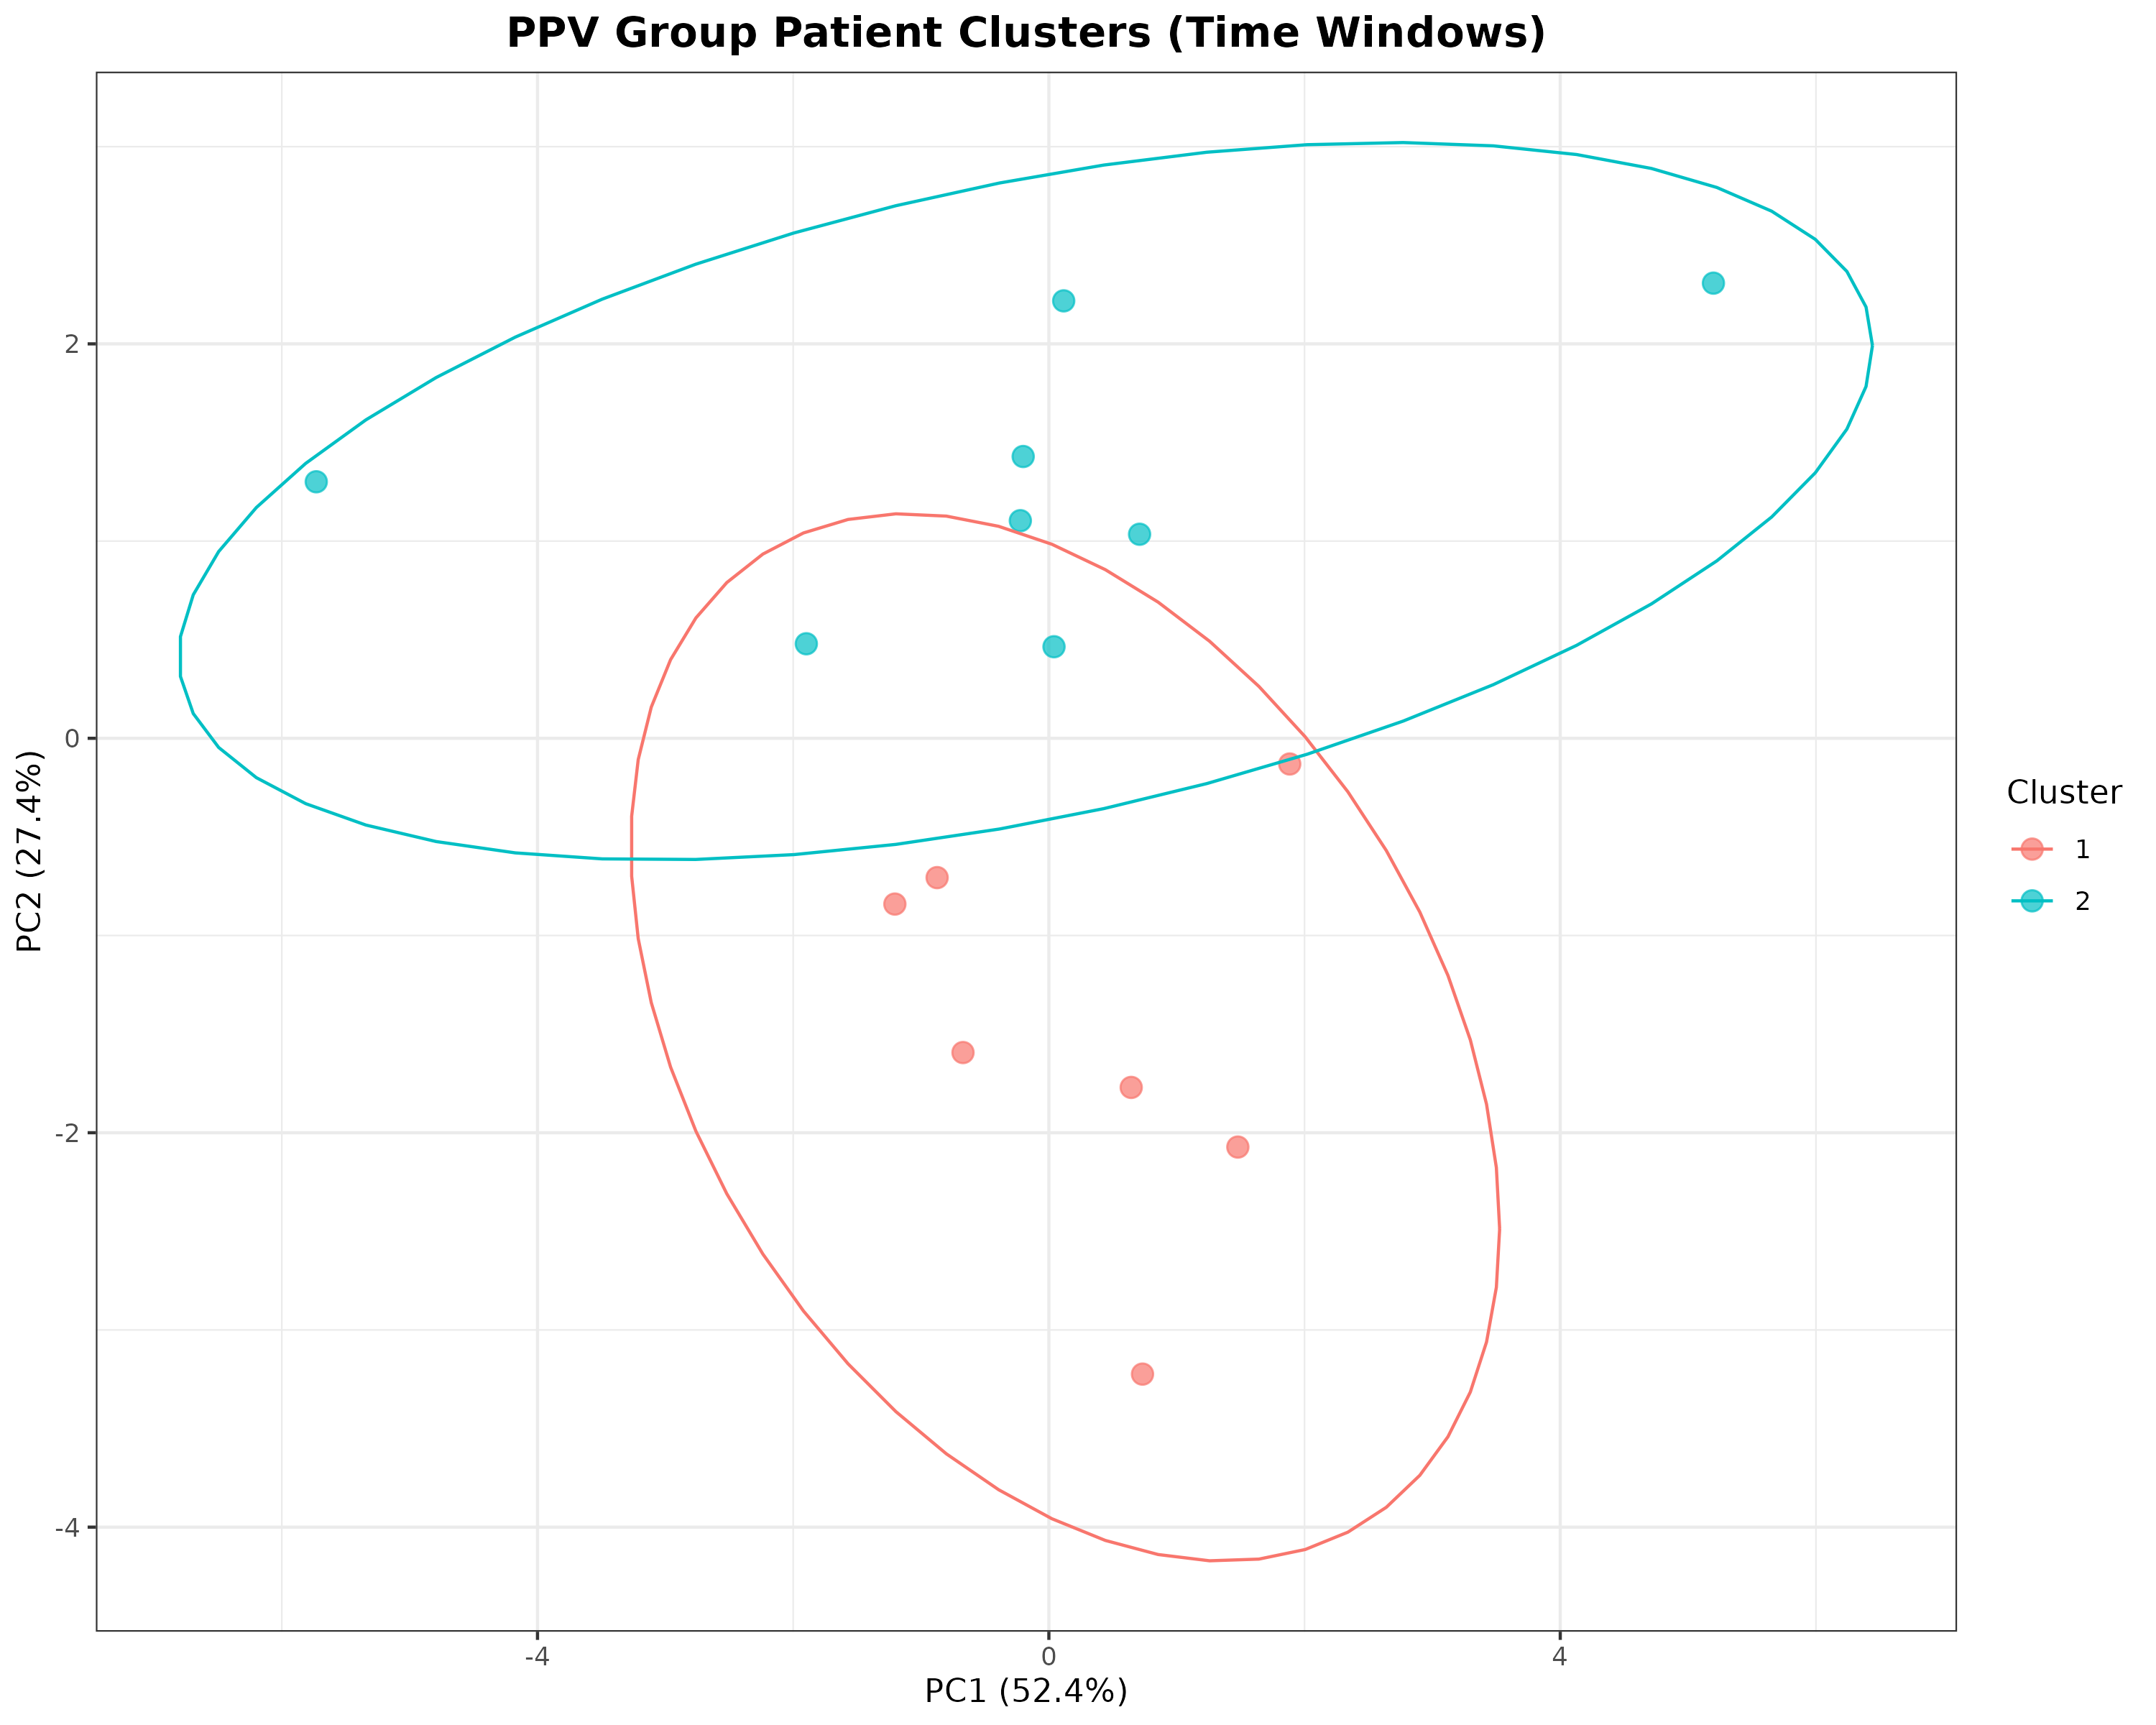 PPV Group Patient Clusters (Time Windows)
2
0
-2
-4
PC2 (27.4%)
-4 0 4
PC1 (52.4%)
Cluster
1
2